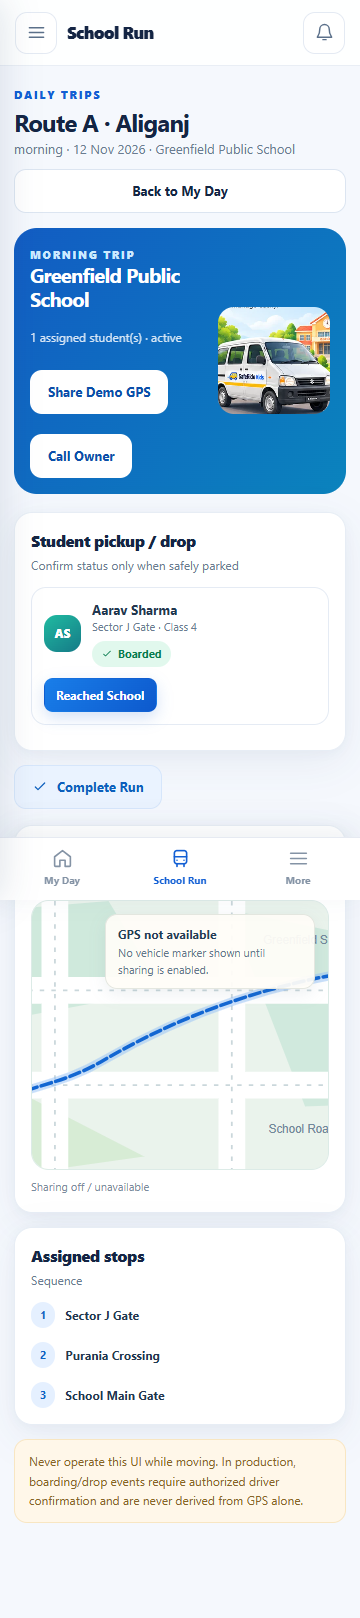 School Run
DAILY TRIPS
Route A · Aliganj
morning · 12 Nov 2026 · Greenfield Public School
Back to My Day
MORNING TRIP
Greenfield Public
School
1 assigned student(s) · active
SafeRide Kids
Share Demo GPS
Call Owner
Student pickup / drop
Confirm status only when safely parked
AS
Aarav Sharma
Sector J Gate · Class 4
Boarded
Reached School
Complete Run
My Day
School Run
More
GPS not available
No vehicle marker shown until
sharing is enabled.
School Roa
Sharing off / unavailable
Assigned stops
Sequence
1 Sector J Gate
2 Purania Crossing
3 School Main Gate
Never operate this UI while moving. In production,
boarding/drop events require authorized driver
confirmation and are never derived from GPS alone.